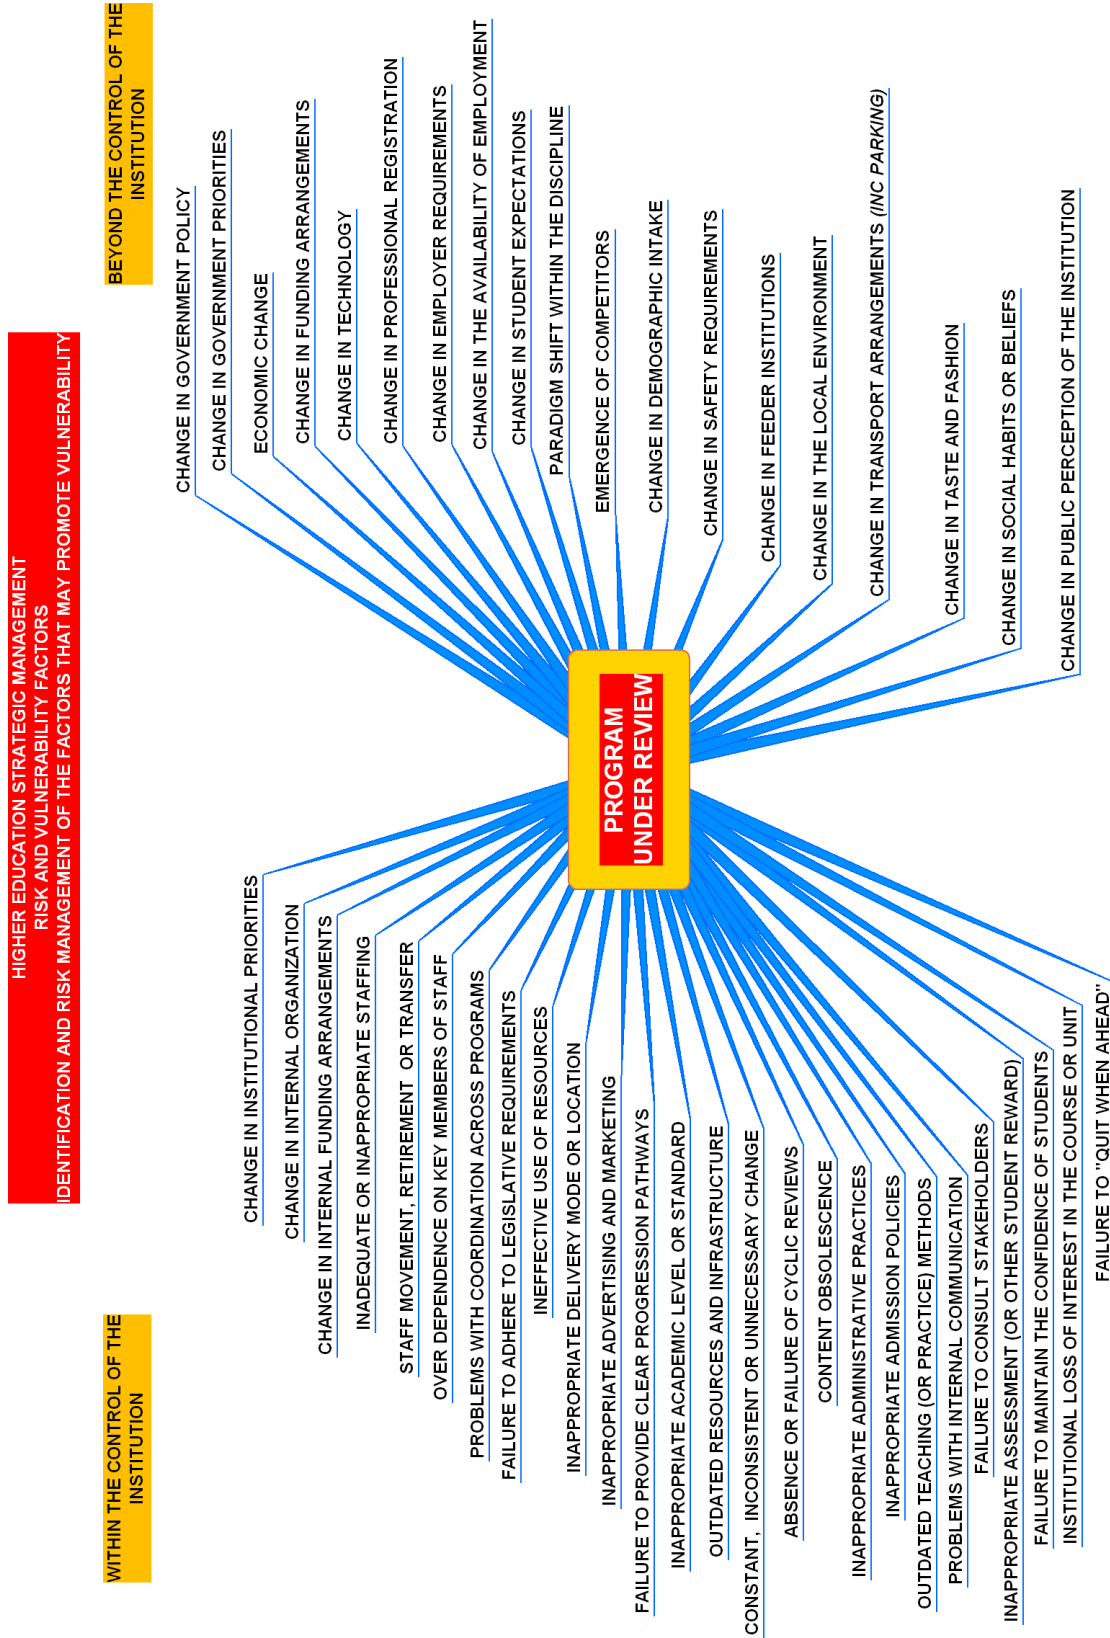 HIGHER EDUCATION STRATEGIC MANAGEMENT
RISK AND VULNERABILITY FACTORS
IDENTIFICATION AND RISK MANAGEMENT OF THE FACTORS THAT MAY PROMOTE VULNERABILITY
WITHIN THE CONTROL OF THE
INSTITUTION
BEYOND THE CONTROL OF THE
INSTITUTION
PROGRAM
UNDER REVIEW
CHANGE IN INSTITUTIONAL PRIORITIES
CHANGE IN INTERNAL ORGANIZATION
CHANGE IN INTERNAL FUNDING ARRANGEMENTS
INADEQUATE OR INAPPROPRIATE STAFFING
STAFF MOVEMENT, RETIREMENT OR TRANSFER
OVER DEPENDENCE ON KEY MEMBERS OF STAFF
PROBLEMS WITH COORDINATION ACROSS PROGRAMS
FAILURE TO ADHERE TO LEGISLATIVE REQUIREMENTS
INEFFECTIVE USE OF RESOURCES
INAPPROPRIATE DELIVERY MODE OR LOCATION
INAPPROPRIATE ADVERTISING AND MARKETING
FAILURE TO PROVIDE CLEAR PROGRESSION PATHWAYS
INAPPROPRIATE ACADEMIC LEVEL OR STANDARD
OUTDATED RESOURCES AND INFRASTRUCTURE
CONSTANT, INCONSISTENT OR UNNECESSARY CHANGE
ABSENCE OR FAILURE OF CYCLIC REVIEWS
CONTENT OBSOLESCENCE
INAPPROPRIATE ADMINISTRATIVE PRACTICES
INAPPROPRIATE ADMISSION POLICIES
OUTDATED TEACHING (OR PRACTICE) METHODS
PROBLEMS WITH INTERNAL COMMUNICATION
FAILURE TO CONSULT STAKEHOLDERS
INAPPROPRIATE ASSESSMENT (OR OTHER STUDENT REWARD)
FAILURE TO MAINTAIN THE CONFIDENCE OF STUDENTS
INSTITUTIONAL LOSS OF INTEREST IN THE COURSE OR UNIT
FAILURE TO "QUIT WHEN AHEAD"
CHANGE IN GOVERNMENT POLICY
CHANGE IN GOVERNMENT PRIORITIES
ECONOMIC CHANGE
CHANGE IN FUNDING ARRANGEMENTS
CHANGE IN TECHNOLOGY
CHANGE IN PROFESSIONAL REGISTRATION
CHANGE IN EMPLOYER REQUIREMENTS
CHANGE IN THE AVAILABILITY OF EMPLOYMENT
CHANGE IN STUDENT EXPECTATIONS
PARADIGM SHIFT WITHIN THE DISCIPLINE
EMERGENCE OF COMPETITORS
CHANGE IN DEMOGRAPHIC INTAKE
CHANGE IN SAFETY REQUIREMENTS
CHANGE IN FEEDER INSTITUTIONS
CHANGE IN THE LOCAL ENVIRONMENT
CHANGE IN TRANSPORT ARRANGEMENTS (INC PARKING)
CHANGE IN TASTE AND FASHION
CHANGE IN SOCIAL HABITS OR BELIEFS
CHANGE IN PUBLIC PERCEPTION OF THE INSTITUTION